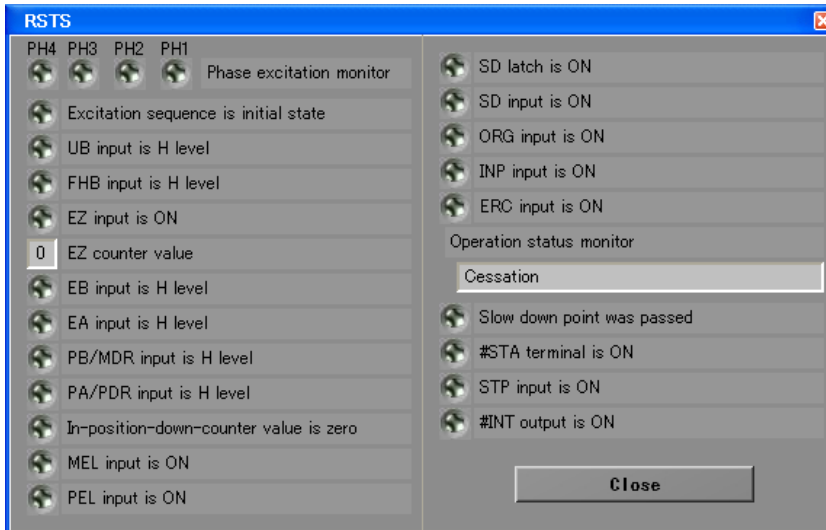 RSTS
PH4 PH3 PH2 PH1
Phase excitation monitor
Excitation sequence is initial state
UB input is H level
FHB input is H level
EZ input is ON
0 EZ counter value
EB input is H level
EA input is H level
PB/MDR input is H level
PA/PDR input is H level
In-position-down-counter value is zero
MEL input is ON
PEL input is ON
SD latch is ON
SD input is ON
ORG input is ON
INP input is ON
ERC input is ON
Operation status monitor
Cessation
Slow down point was passed
#STA terminal is ON
STP input is ON
#INT output is ON
Close